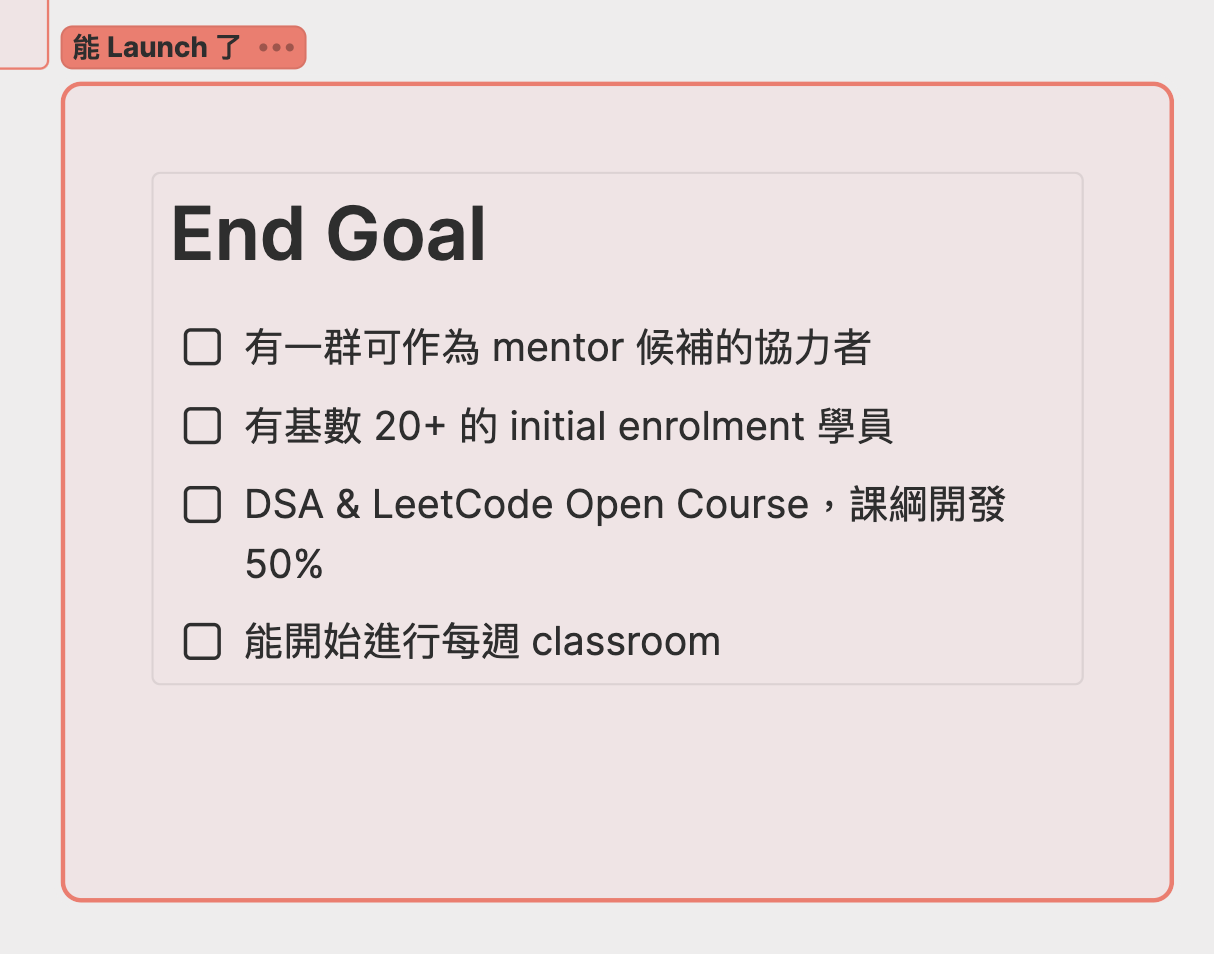 能 Launch 了
End Goal
有一群可作為 mentor 候補的協力者
有基數 20+ 的 initial enrolment 學員
DSA & LeetCode Open Course，課綱開發
50%
能開始進行每週 classroom